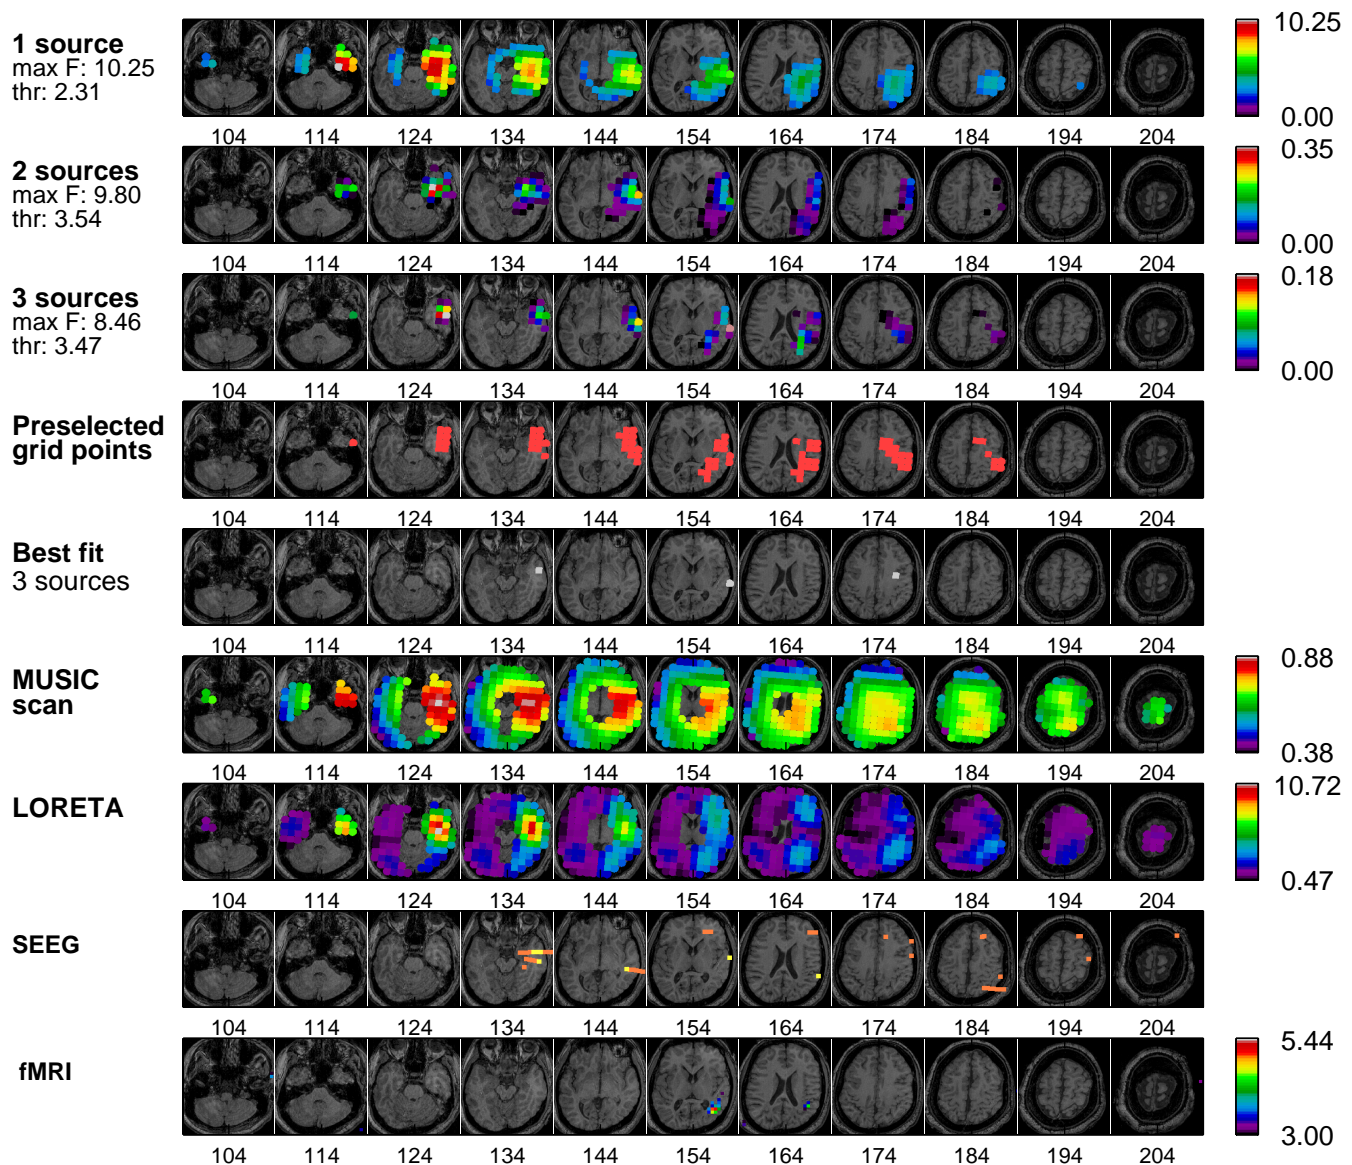 1 source
max F: 10.25
thr: 2.31
10.25
0.00
104 114 124 134 144 154 164 174 184 194 204
2 sources
max F: 9.80
thr: 3.54
0.35
0.00
104 114 124 134 144 154 164 174 184 194 204
3 sources
max F: 8.46
thr: 3.47
0.18
0.00
104 114 124 134 144 154 164 174 184 194 204
Preselected
grid points
104 114 124 134 144 154 164 174 184 194 204
Best fit
3 sources
104 114 124 134 144 154 164 174 184 194 204
MUSIC
scan
0.88
0.38
104 114 124 134 144 154 164 174 184 194 204
LORETA
10.72
0.47
104 114 124 134 144 154 164 174 184 194 204
SEEG
104 114 124 134 144 154 164 174 184 194 204
fMRI
5.44
3.00
104 114 124 134 144 154 164 174 184 194 204